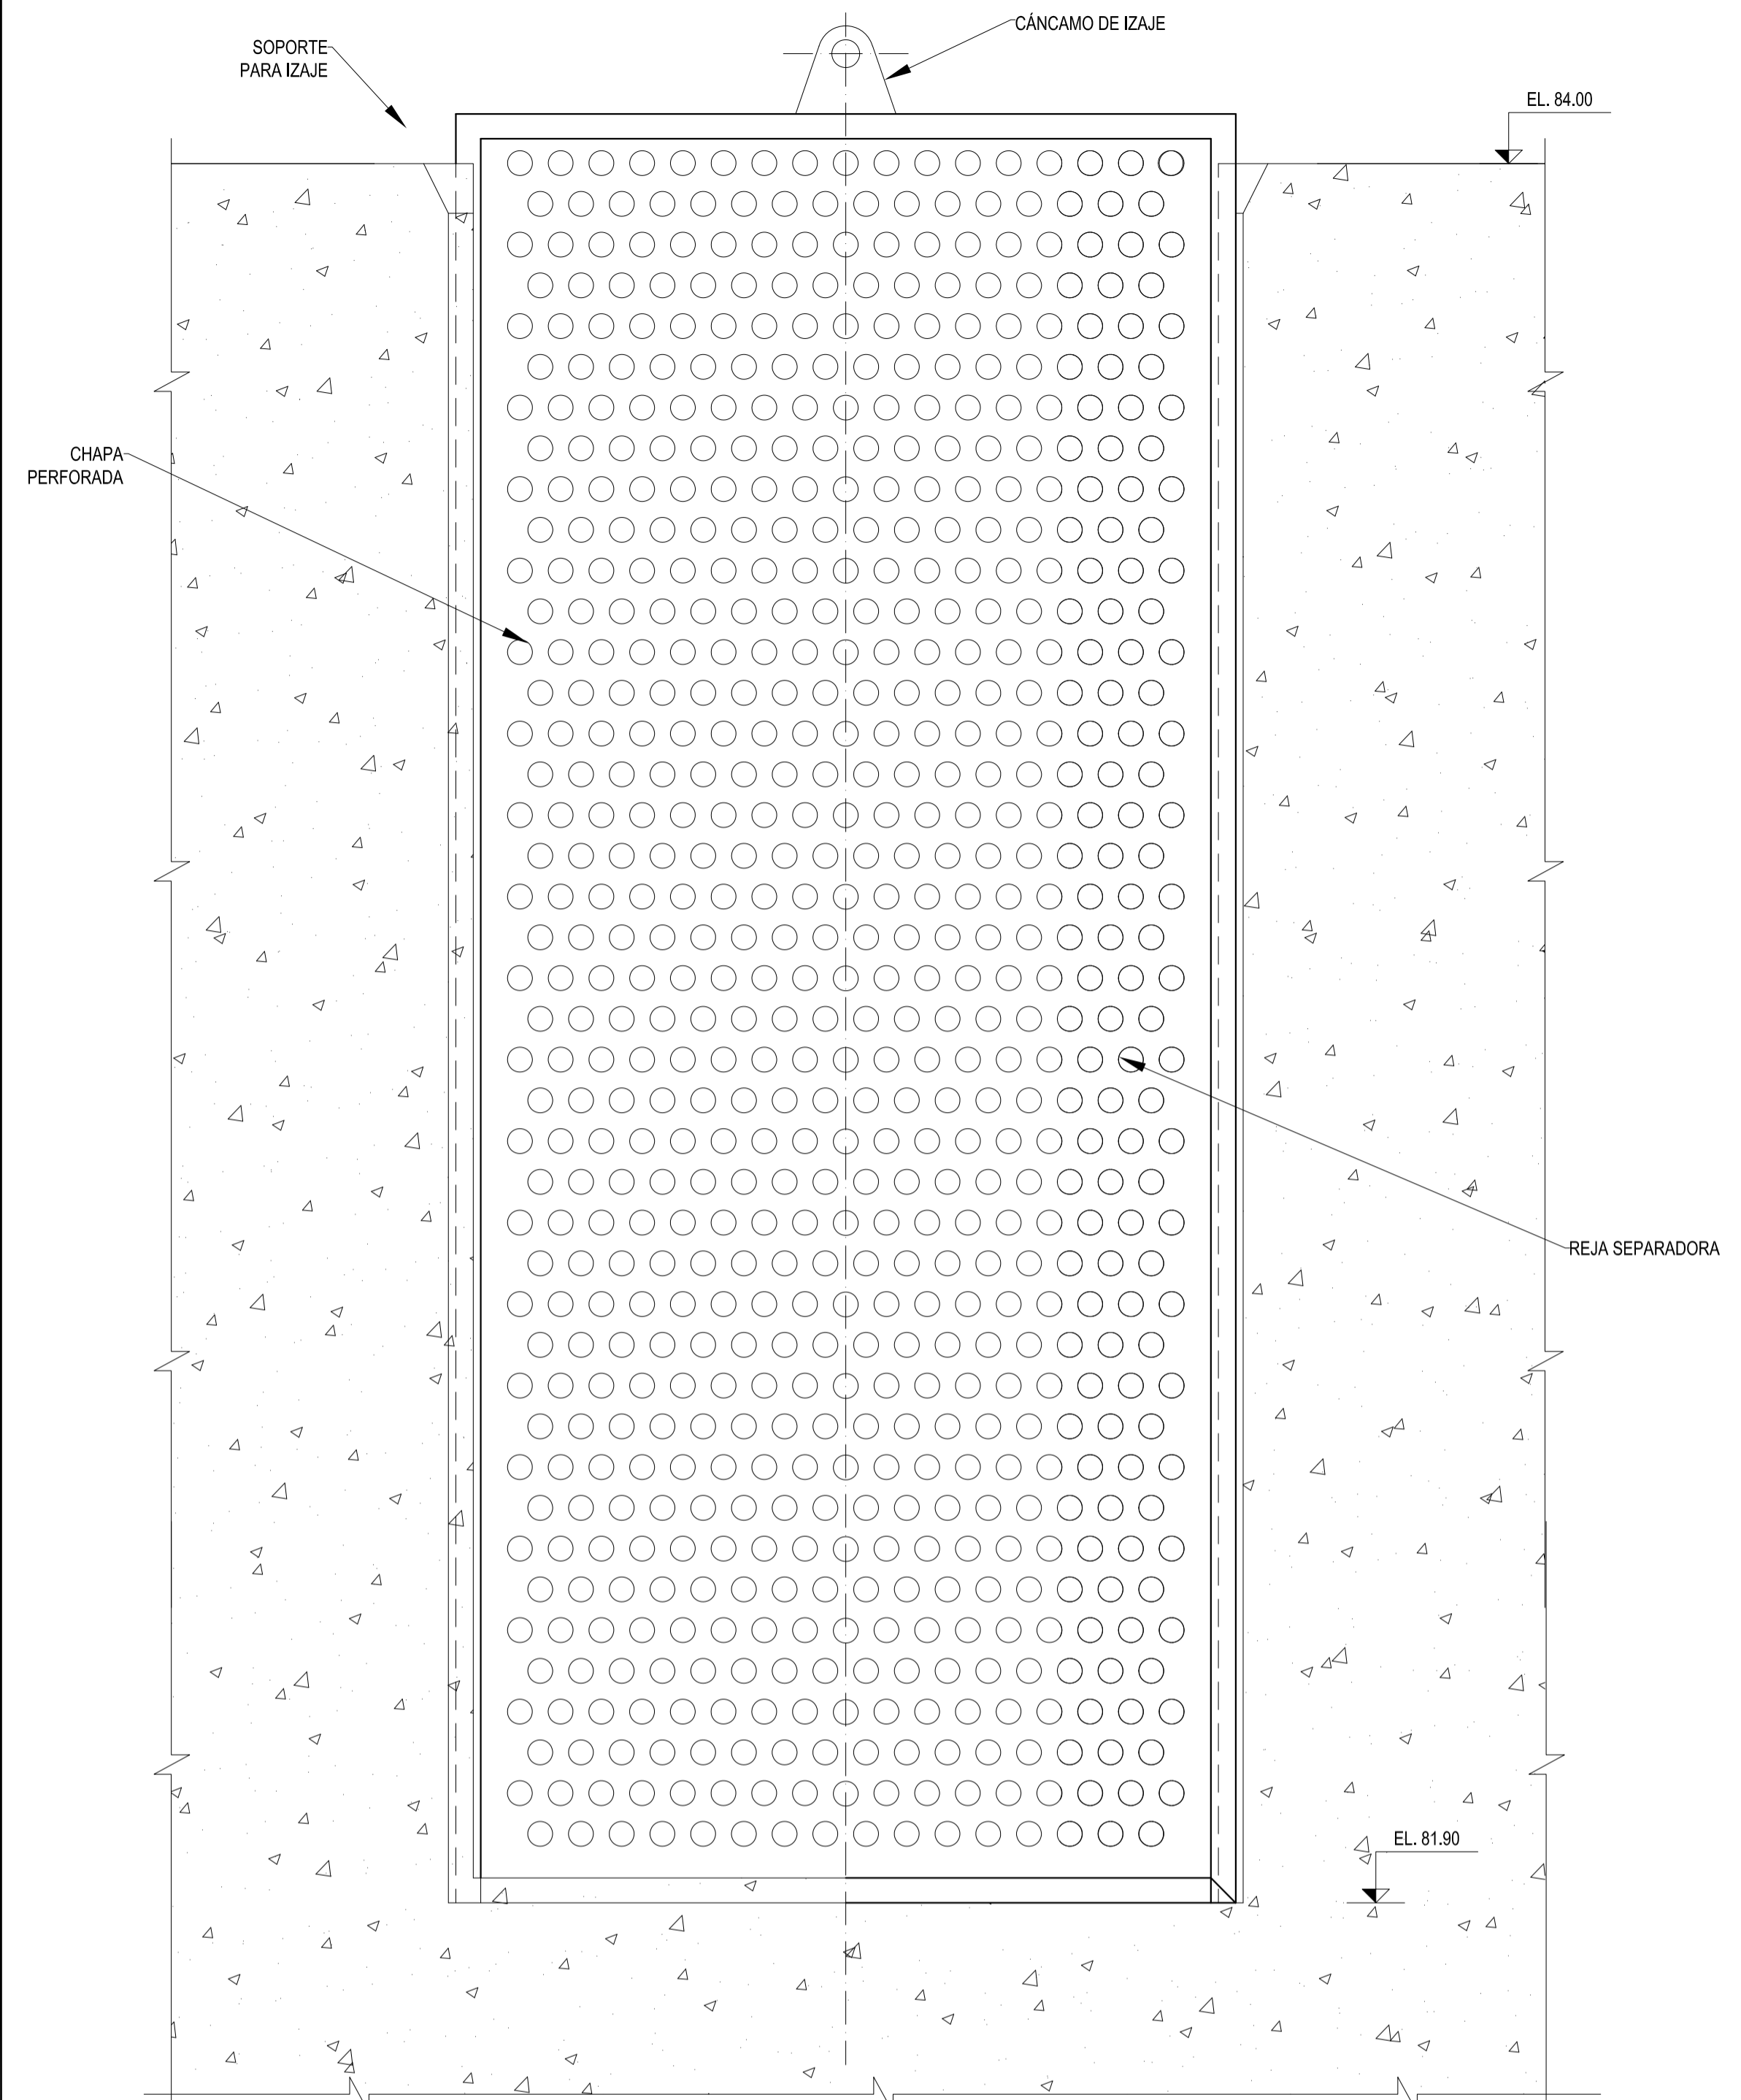 CÁNCAMO DE IZAJE
SOPORTE
PARA IZAJE
EL. 84.00
CHAPA
PERFORADA
REJA SEPARADORA
EL. 81.90